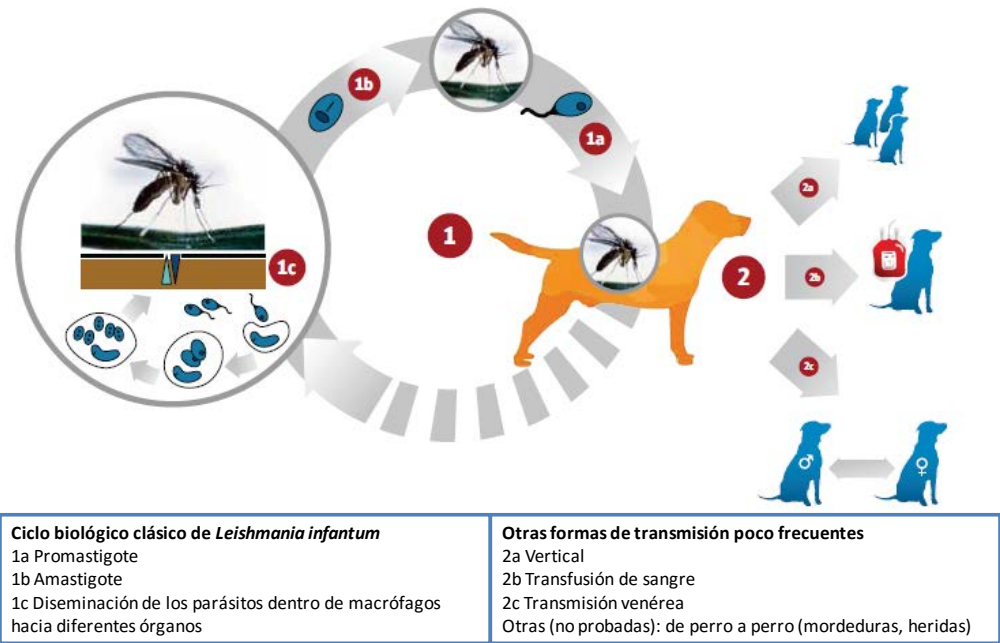 1b
1a
1
1c
2
2a
2b
2c
♂
♀
Ciclo biológico clásico de Leishmania infantum
1a Promastigote
1b Amastigote
1c Diseminación de los parásitos dentro de macrófagos
hacia diferentes órganos
Otras formas de transmisión poco frecuentes
2a Vertical
2b Transfusión de sangre
2c Transmisión venérea
Otras (no probadas): de perro a perro (mordeduras, heridas)